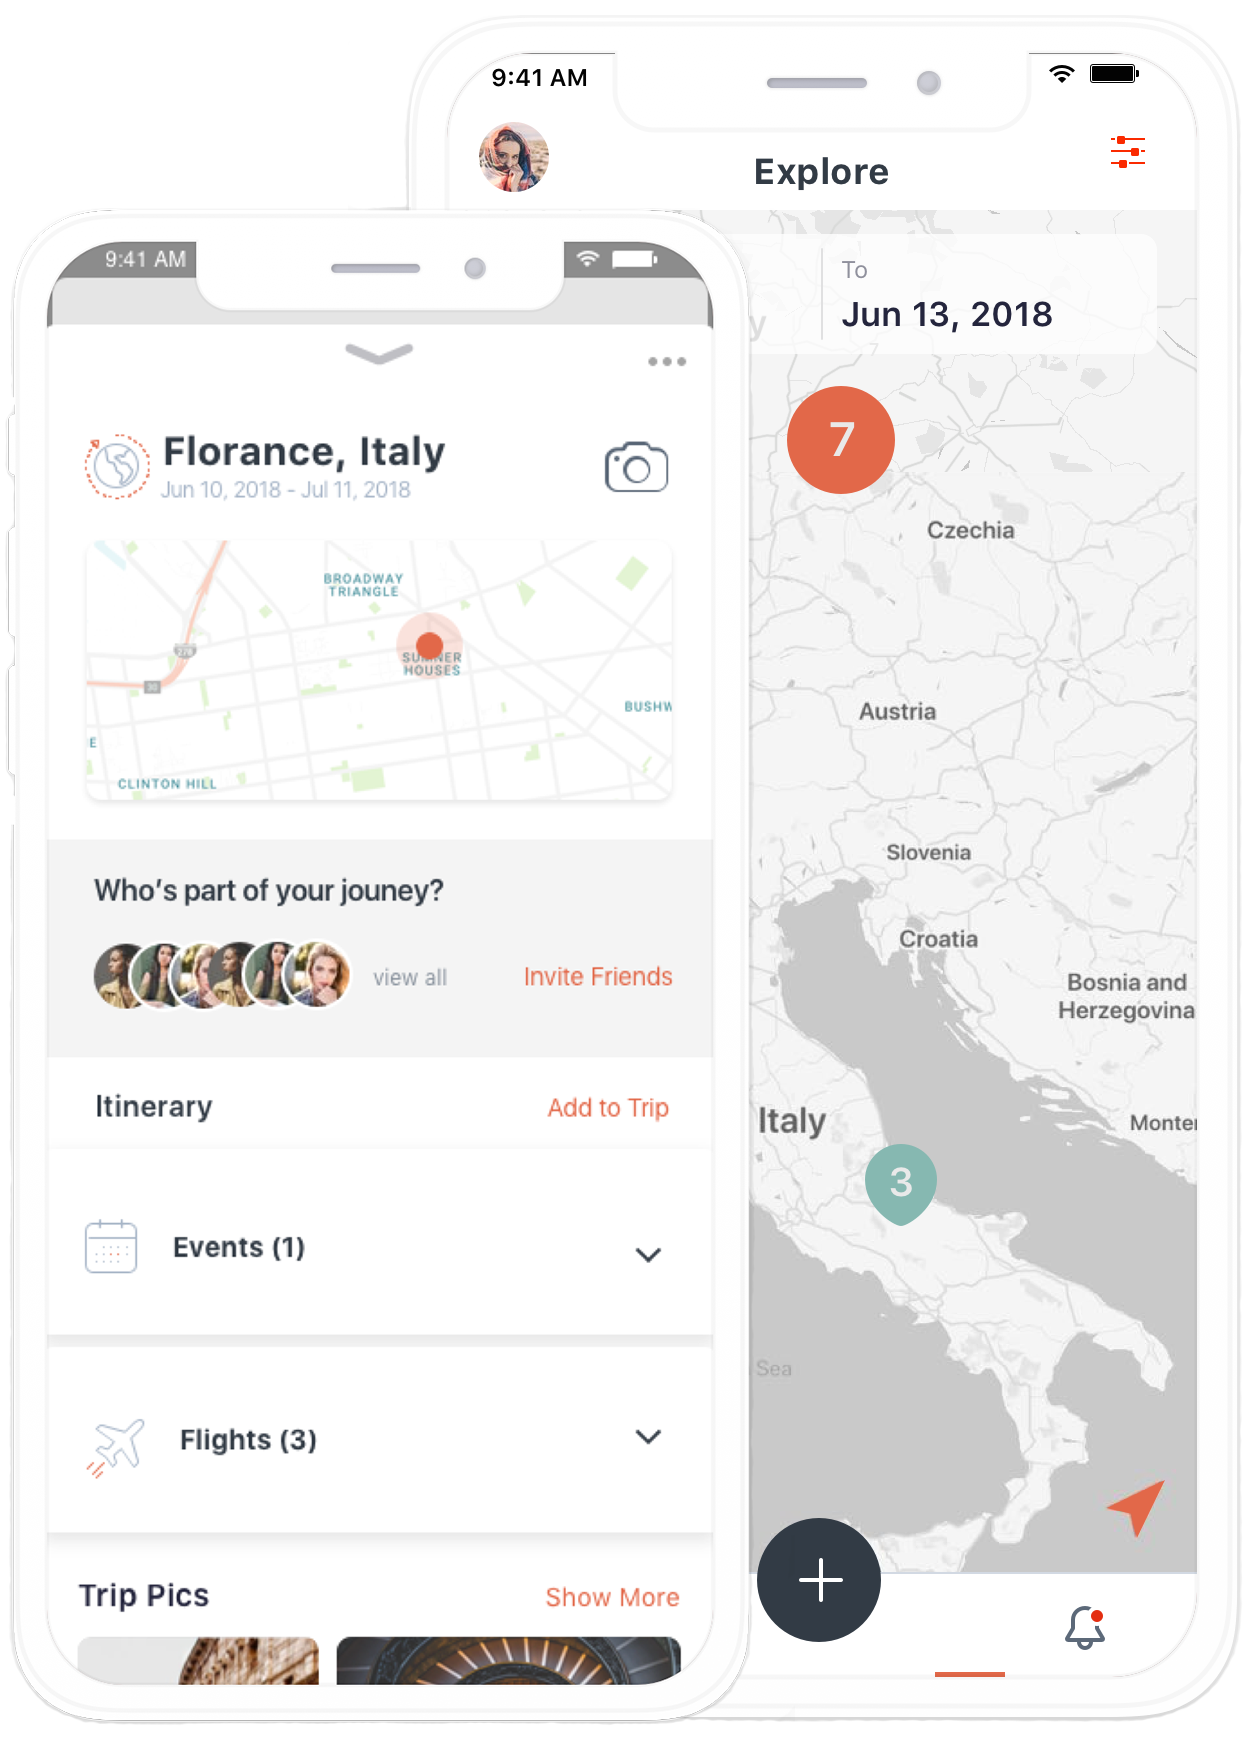 9:41 AM
Explore
To
Jun 13, 2018
7
Czechia
Austria
Slovenia
Croatia
Bosnia and
Herzegovina
Italy
Monte
3
Sea
9:41 AM
Florance, Italy
Jun 10, 2018 - Jul 11, 2018
BROADWAY
TRIANGLE
278
SUMNER
HOUSES
30
BUSHW
E
CLINTON HILL
Who's part of your jouney?
view all
Invite Friends
Itinerary
Add to Trip
Events (1)
Flights (3)
Trip Pics
Show More